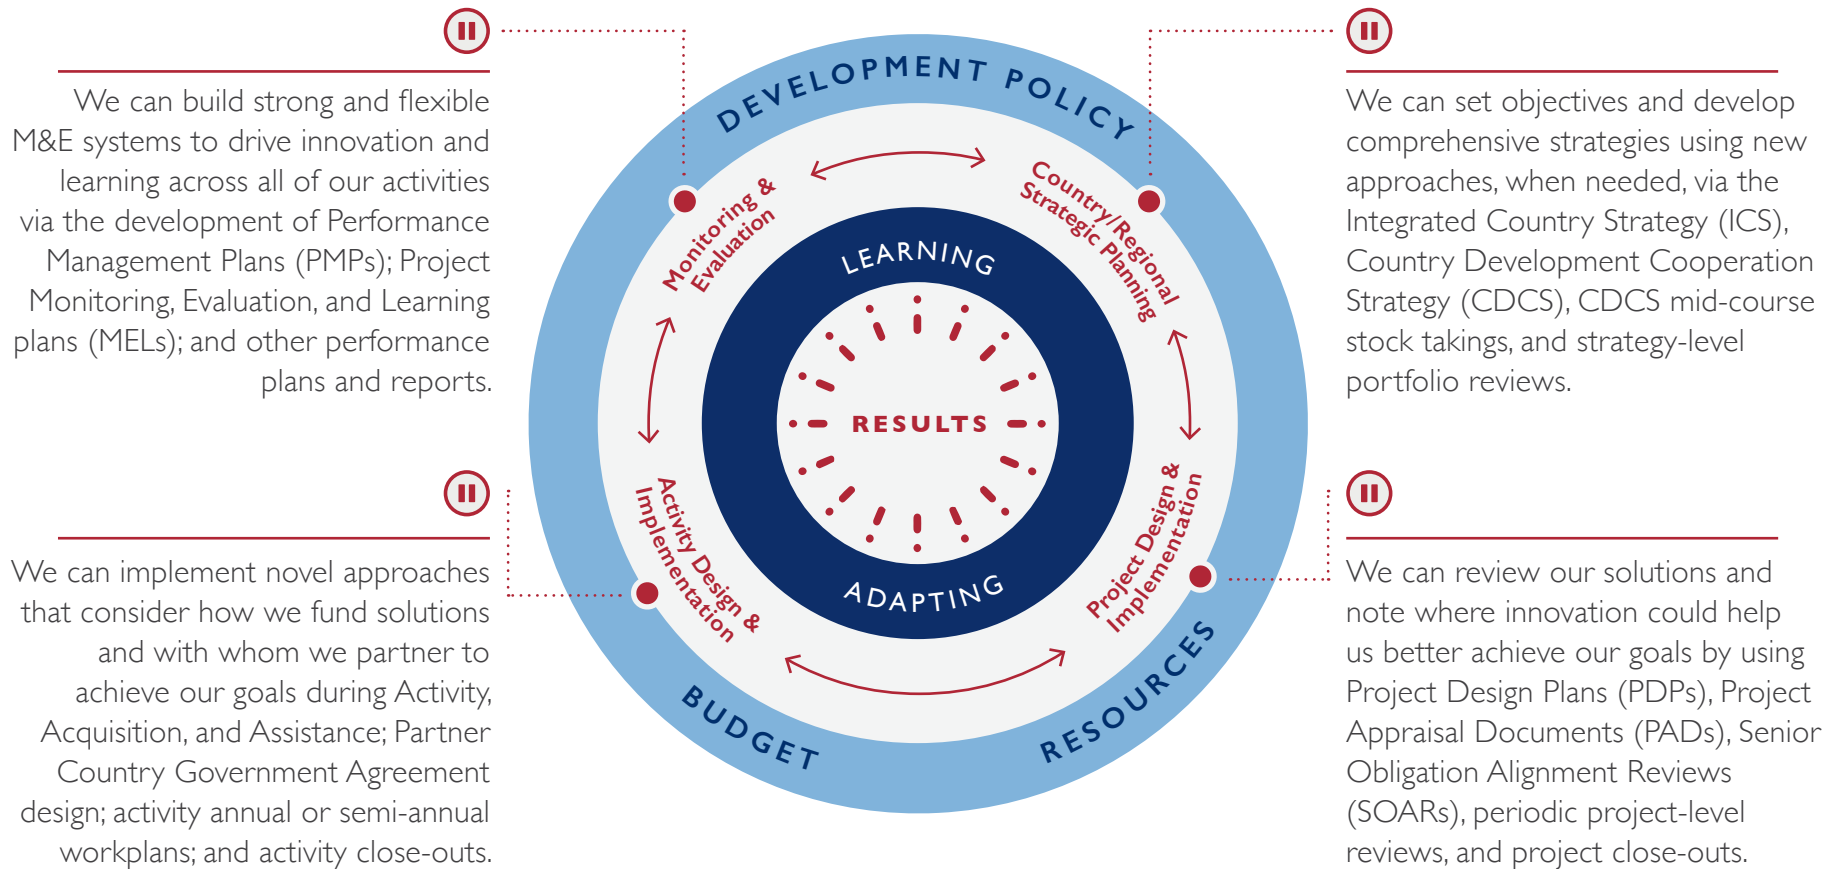 We can build strong and flexible
M&E systems to drive innovation and
learning across all of our activities
via the development of Performance
Management Plans (PMPs); Project
Monitoring, Evaluation, and Learning
plans (MELs); and other performance
plans and reports.
We can implement novel approaches
that consider how we fund solutions
and with whom we partner to
achieve our goals during Activity,
Acquisition, and Assistance; Partner
Country Government Agreement
design; activity annual or semi-annual
workplans; and activity close-outs.
DEVELOPMENT POLICY
Monitoring &
Evaluation
Country/Regional
Strategic Planning
LEARNING
RESULTS
ADAPTING
Activity Design &
Implementation
Project Design &
Implementation
BUDGET
RESOURCES
We can set objectives and develop
comprehensive strategies using new
approaches, when needed, via the
Integrated Country Strategy (ICS),
Country Development Cooperation
Strategy (CDCS), CDCS mid-course
stock takings, and strategy-level
portfolio reviews.
We can review our solutions and
note where innovation could help
us better achieve our goals by using
Project Design Plans (PDPs), Project
Appraisal Documents (PADs), Senior
Obligation Alignment Reviews
(SOARs), periodic project-level
reviews, and project close-outs.